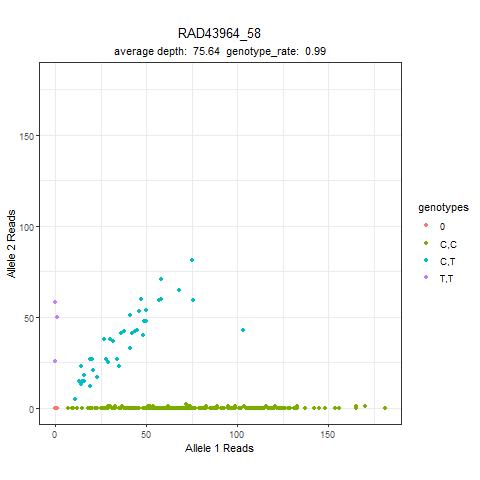 RAD43964_58
average depth: 75.64 genotype_rate: 0.99
Allele 2 Reads
150
100
50
0
0
50
100
150
Allele 1 Reads
genotypes
0
C,C
C,T
T,T